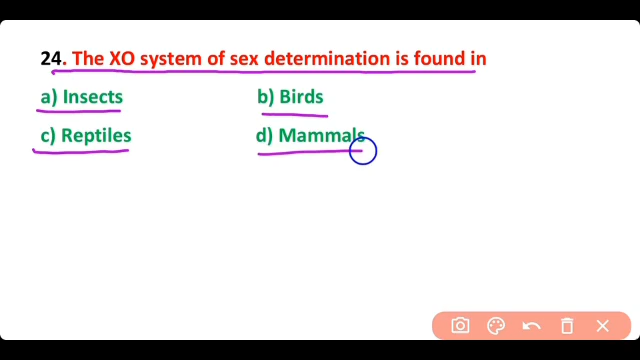 24. The XO system of sex determination is found in
a) Insects b) Birds
c) Reptiles d) Mammals